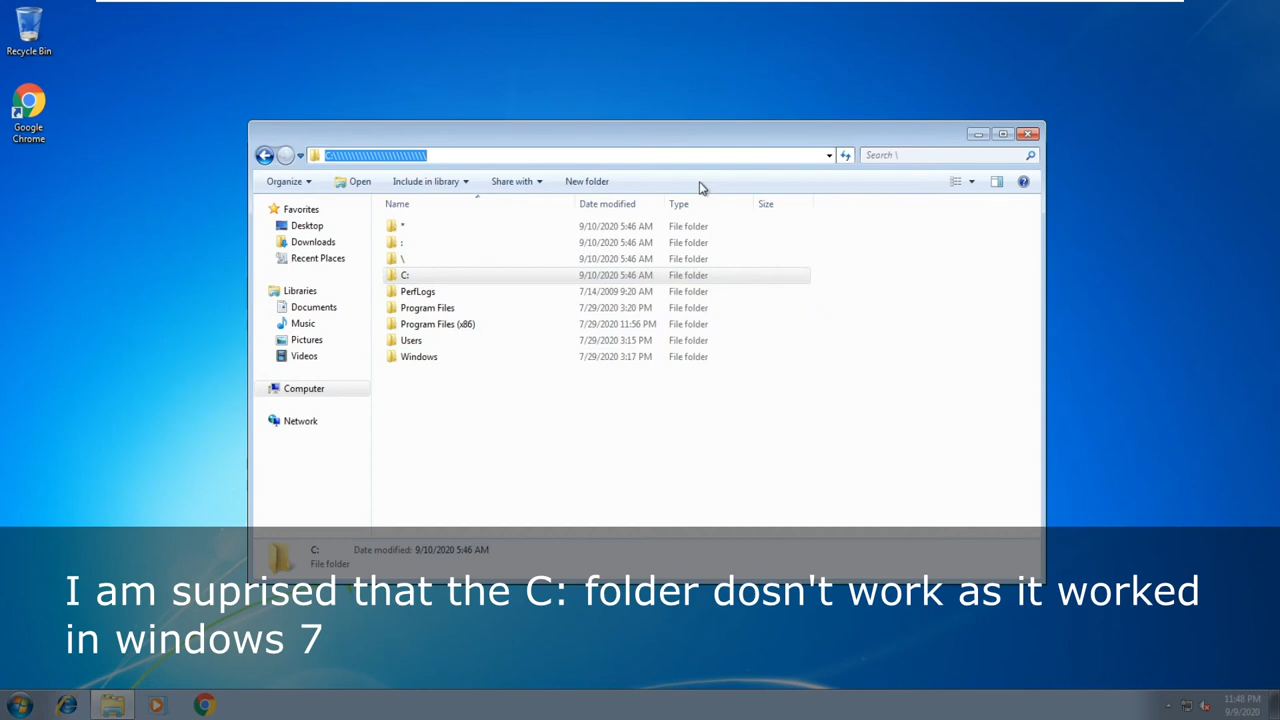 Recycle Bin
Google
Chrome
C:\\\\\\\\\\\\\\\\\\\\\\\\\
Search \
Organize
Open
Include in library
Share with
New folder
Name
Date modified
Type
Size
Favorites
Desktop
Downloads
Recent Places
Libraries
Documents
Music
Pictures
Videos
Computer
Network
* 9/10/2020 5:46 AM File folder
: 9/10/2020 5:46 AM File folder
\ 9/10/2020 5:46 AM File folder
C: 9/10/2020 5:46 AM File folder
PerfLogs 7/14/2009 9:20 AM File folder
Program Files 7/29/2020 3:20 PM File folder
Program Files (x86) 7/29/2020 11:56 PM File folder
Users 7/29/2020 3:15 PM File folder
Windows 7/29/2020 3:17 PM File folder
C: Date modified: 9/10/2020 5:46 AM
File folder
I am suprised that the C: folder dosn't work as it worked
in windows 7
11:48 PM
9/9/2020